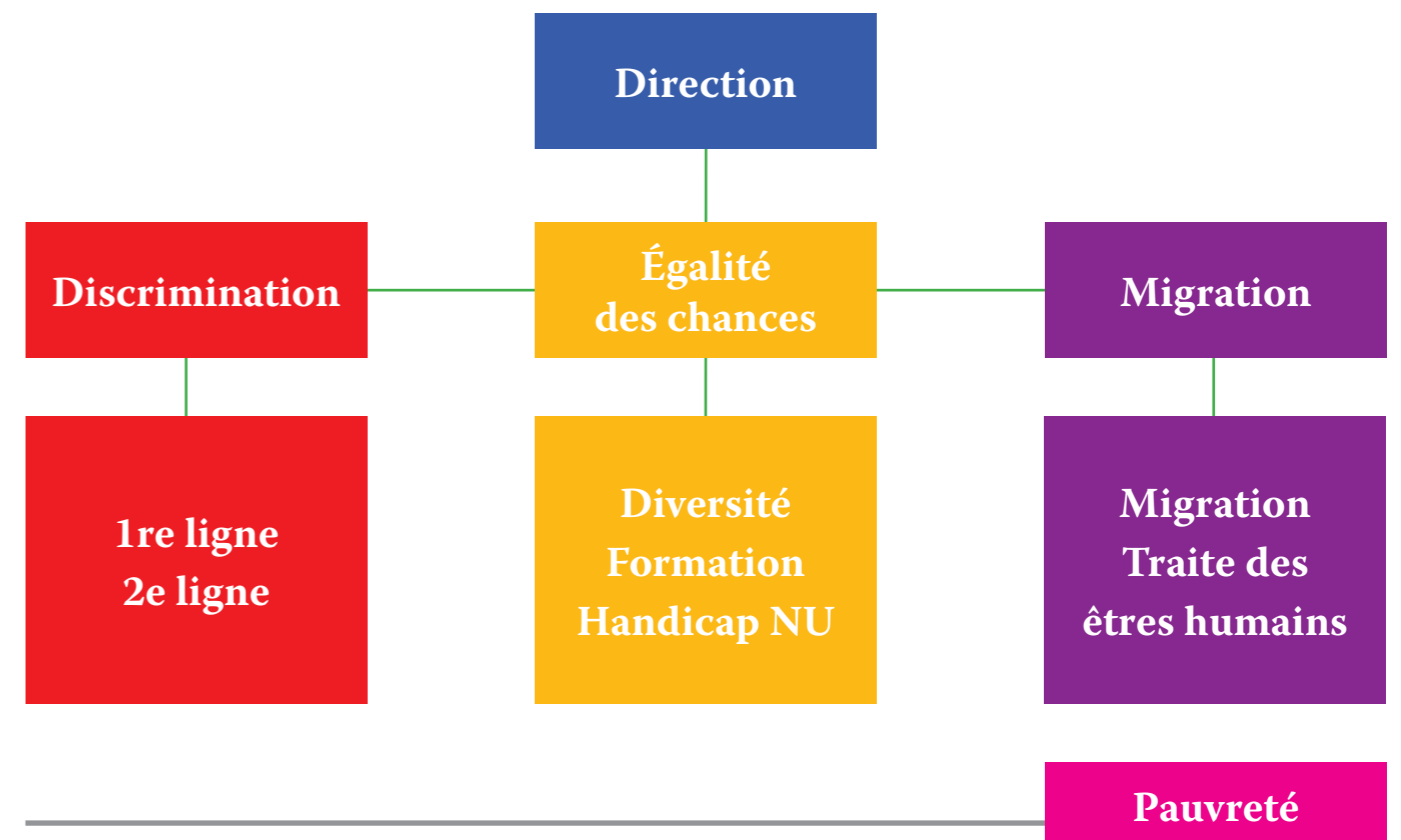 Direction
Discrimination
Égalité
des chances
Migration
1re ligne
2e ligne
Diversité
Formation
Handicap NU
Migration
Traite des
êtres humains
Pauvreté